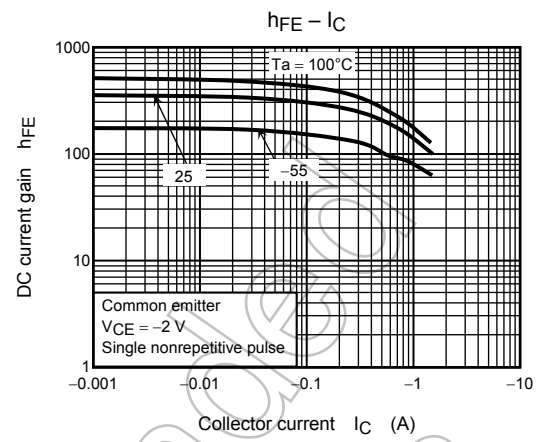 hFE – IC
1000
100
10
1
DC current gain hFE
Ta = 100°C
25
−55
Common emitter
VCE = −2 V
Single nonrepetitive pulse
−0.001
−0.01
−0.1
−1
−10
Collector current IC (A)